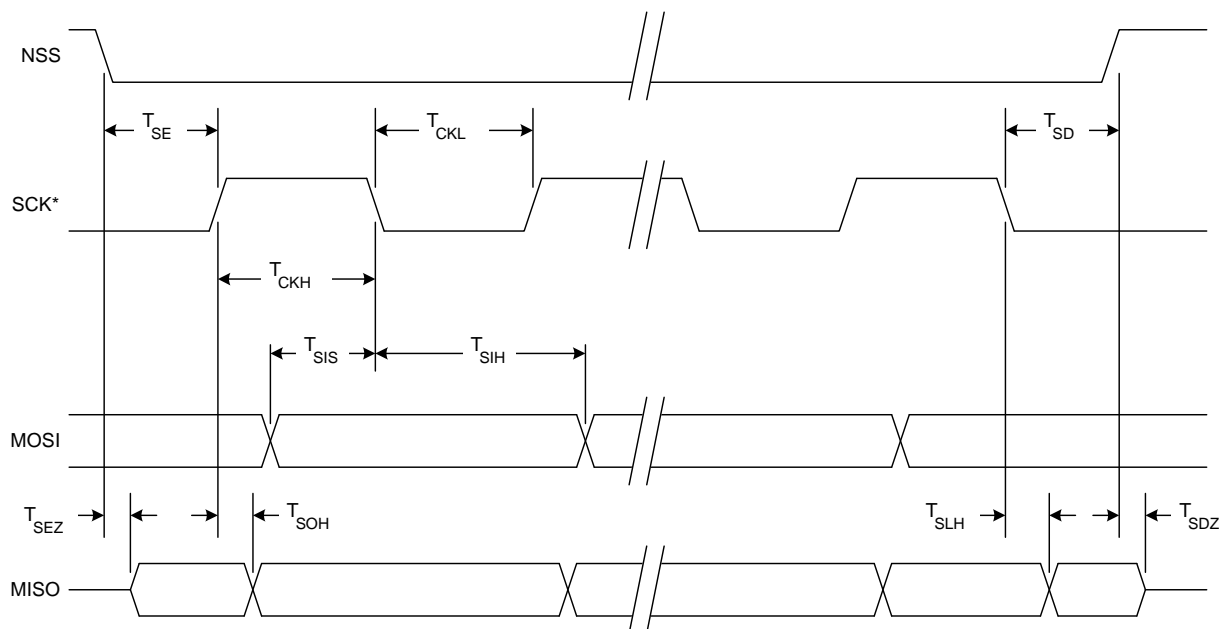 NSS
TSE
TCKL
TSD
SCK*
TCKH
TSIS
TSIH
MOSI
TSEZ
TSOH
TSLH
TSDZ
MISO